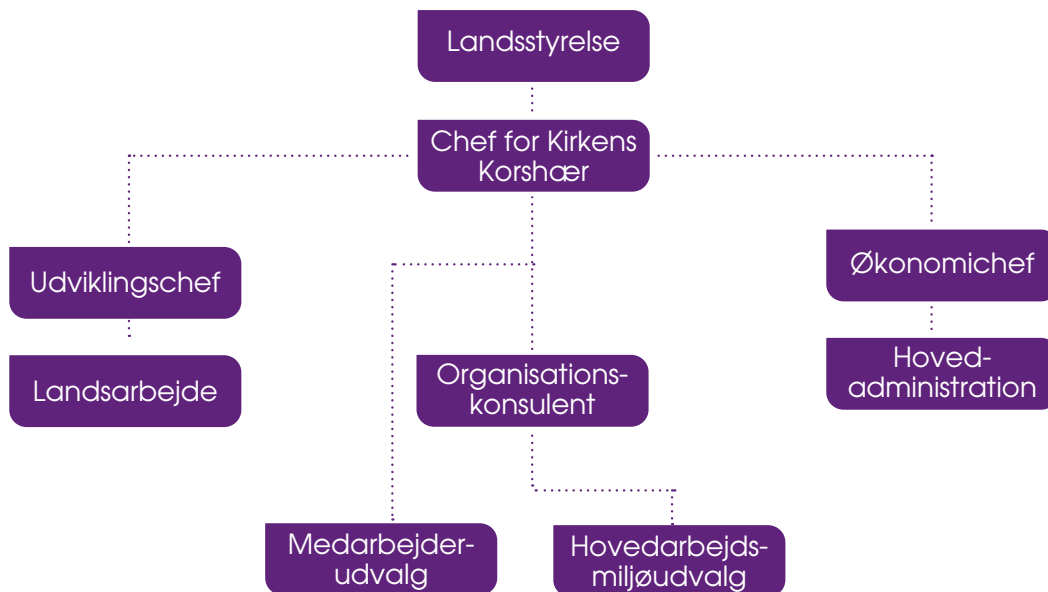 Landsstyrelse
Chef for Kirkens
Korshær
Udviklingschef
Økonomichef
Landsarbejde
Organisations-
konsulent
Hoved-
administration
Medarbejder-
udvalg
Hovedarbejds-
miljøudvalg